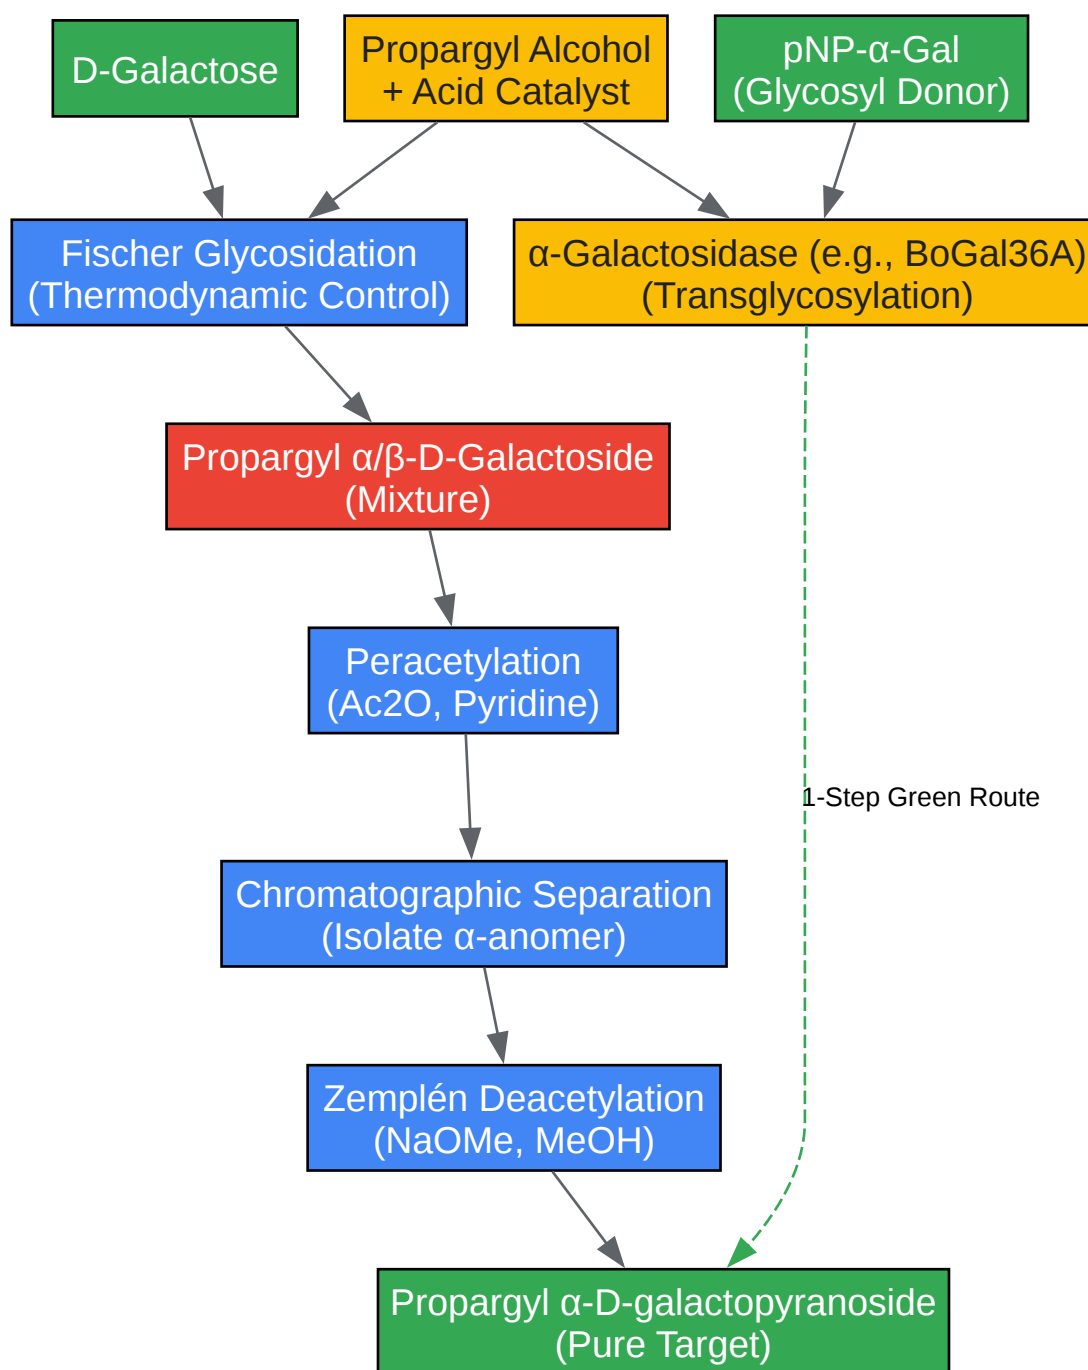 D-Galactose
Propargyl Alcohol
+ Acid Catalyst
pNP-α-Gal
(Glycosyl Donor)
Fischer Glycosidation
(Thermodynamic Control)
α-Galactosidase (e.g., BoGal36A)
(Transglycosylation)
Propargyl α/β-D-Galactoside
(Mixture)
Peracetylation
(Ac2O, Pyridine)
1-Step Green Route
Chromatographic Separation
(Isolate α-anomer)
Zemplén Deacetylation
(NaOMe, MeOH)
Propargyl α-D-galactopyranoside
(Pure Target)